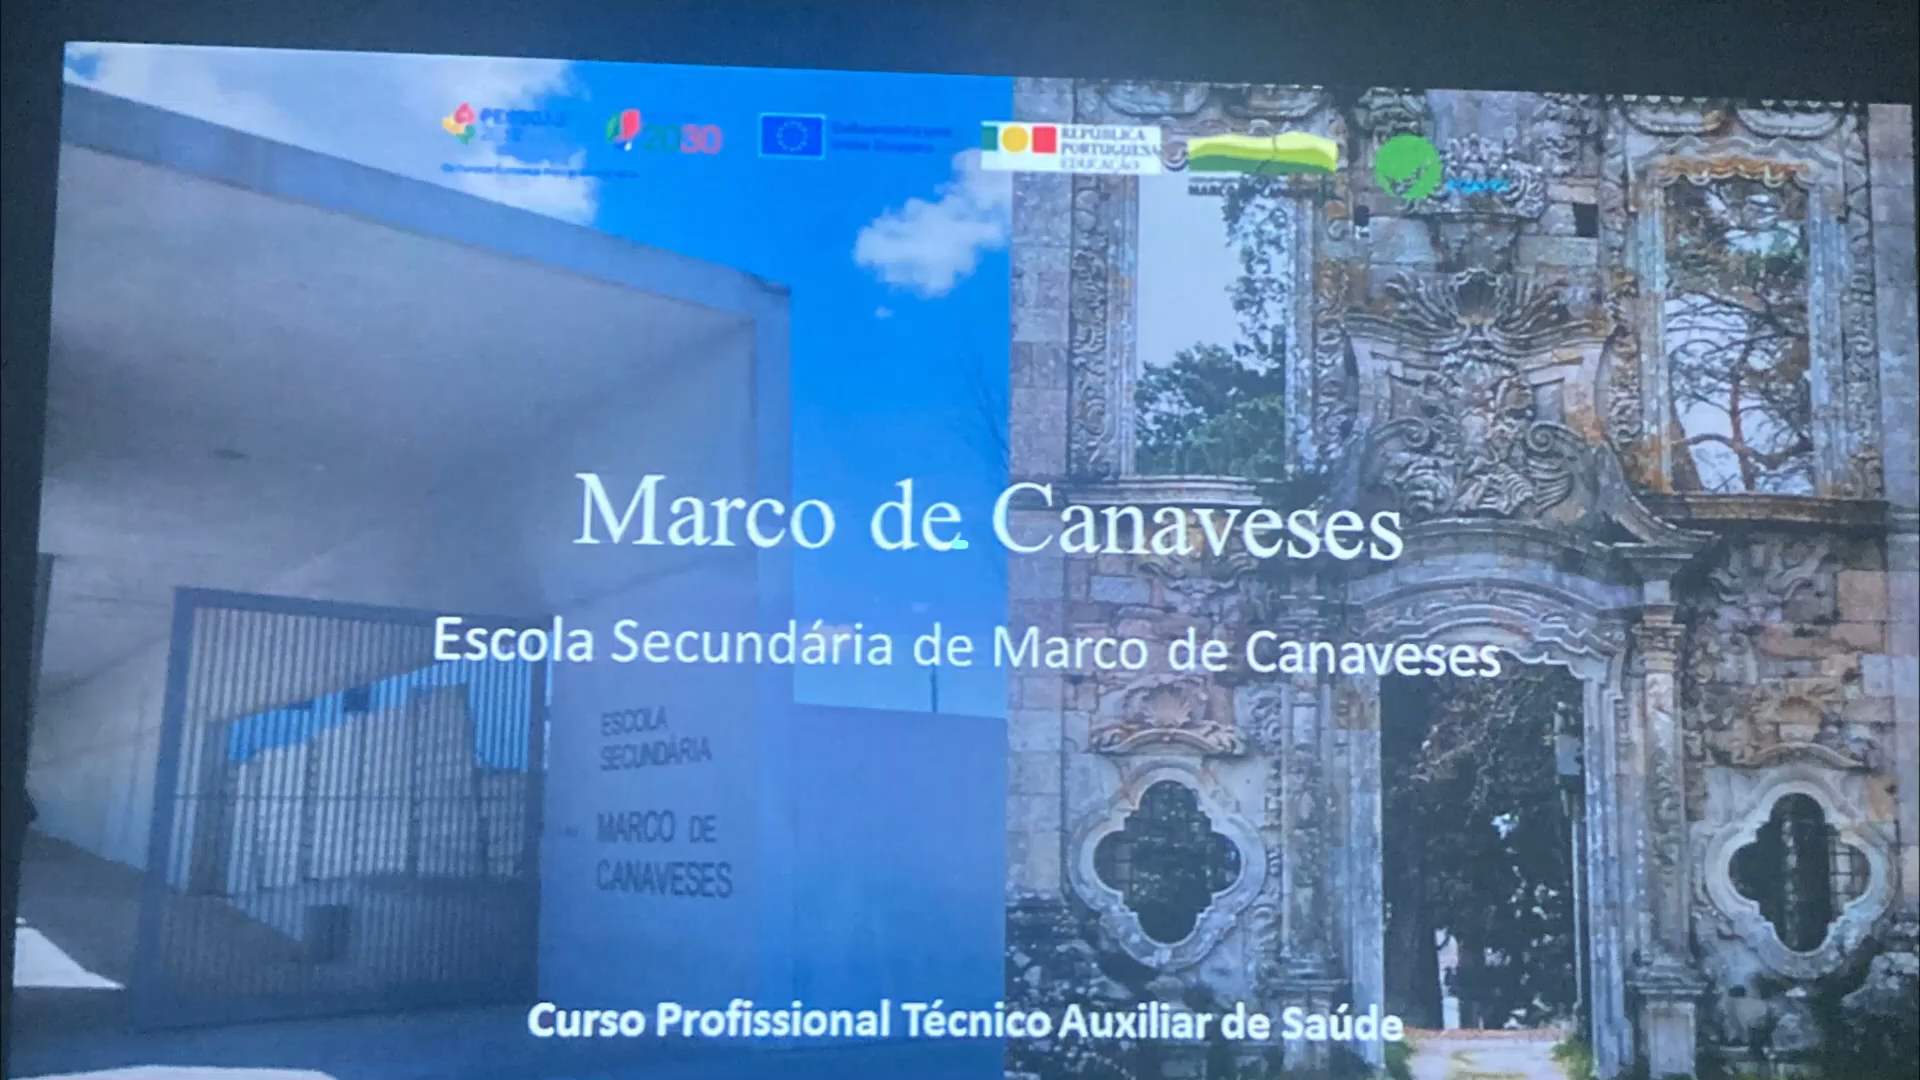 2030
REPÚBLICA
PORTUGUESA
EDUCAÇÃO
Marco de Canaveses
Escola Secundária de Marco de Canaveses
ESCOLA
SECUNDÁRIA
MARCO DE
CANAVESES
Curso Profissional Técnico Auxiliar de Saúde